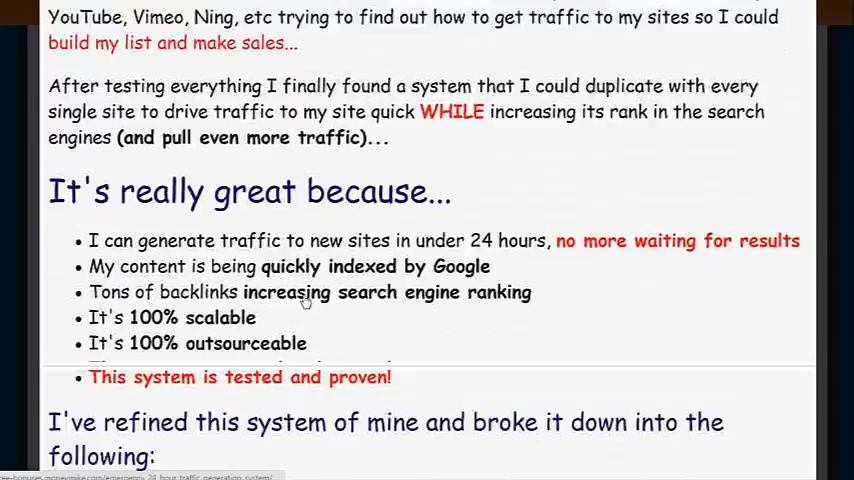 YouTube, Vimeo, Ning, etc trying to find out how to get traffic to my sites so I could
build my list and make sales...
After testing everything I finally found a system that I could duplicate with every
single site to drive traffic to my site quick WHILE increasing its rank in the search
engines (and pull even more traffic)...
It's really great because...
• I can generate traffic to new sites in under 24 hours, no more waiting for results
• My content is being quickly indexed by Google
• Tons of backlinks increasing search engine ranking
• It's 100% scalable
• It's 100% outsourceable
• This system is tested and proven!
I've refined this system of mine and broke it down into the
following: